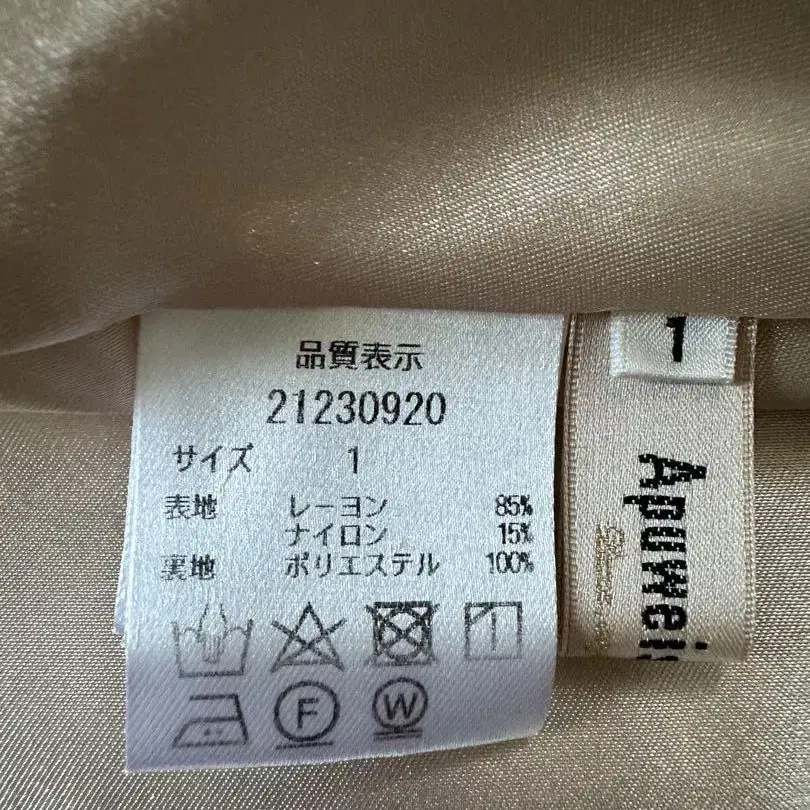 品質表示
21230920
サイズ 1
表地 レーヨン 85%
ナイロン 15%
裏地 ポリエステル 100%
F
W
1
Apuweis